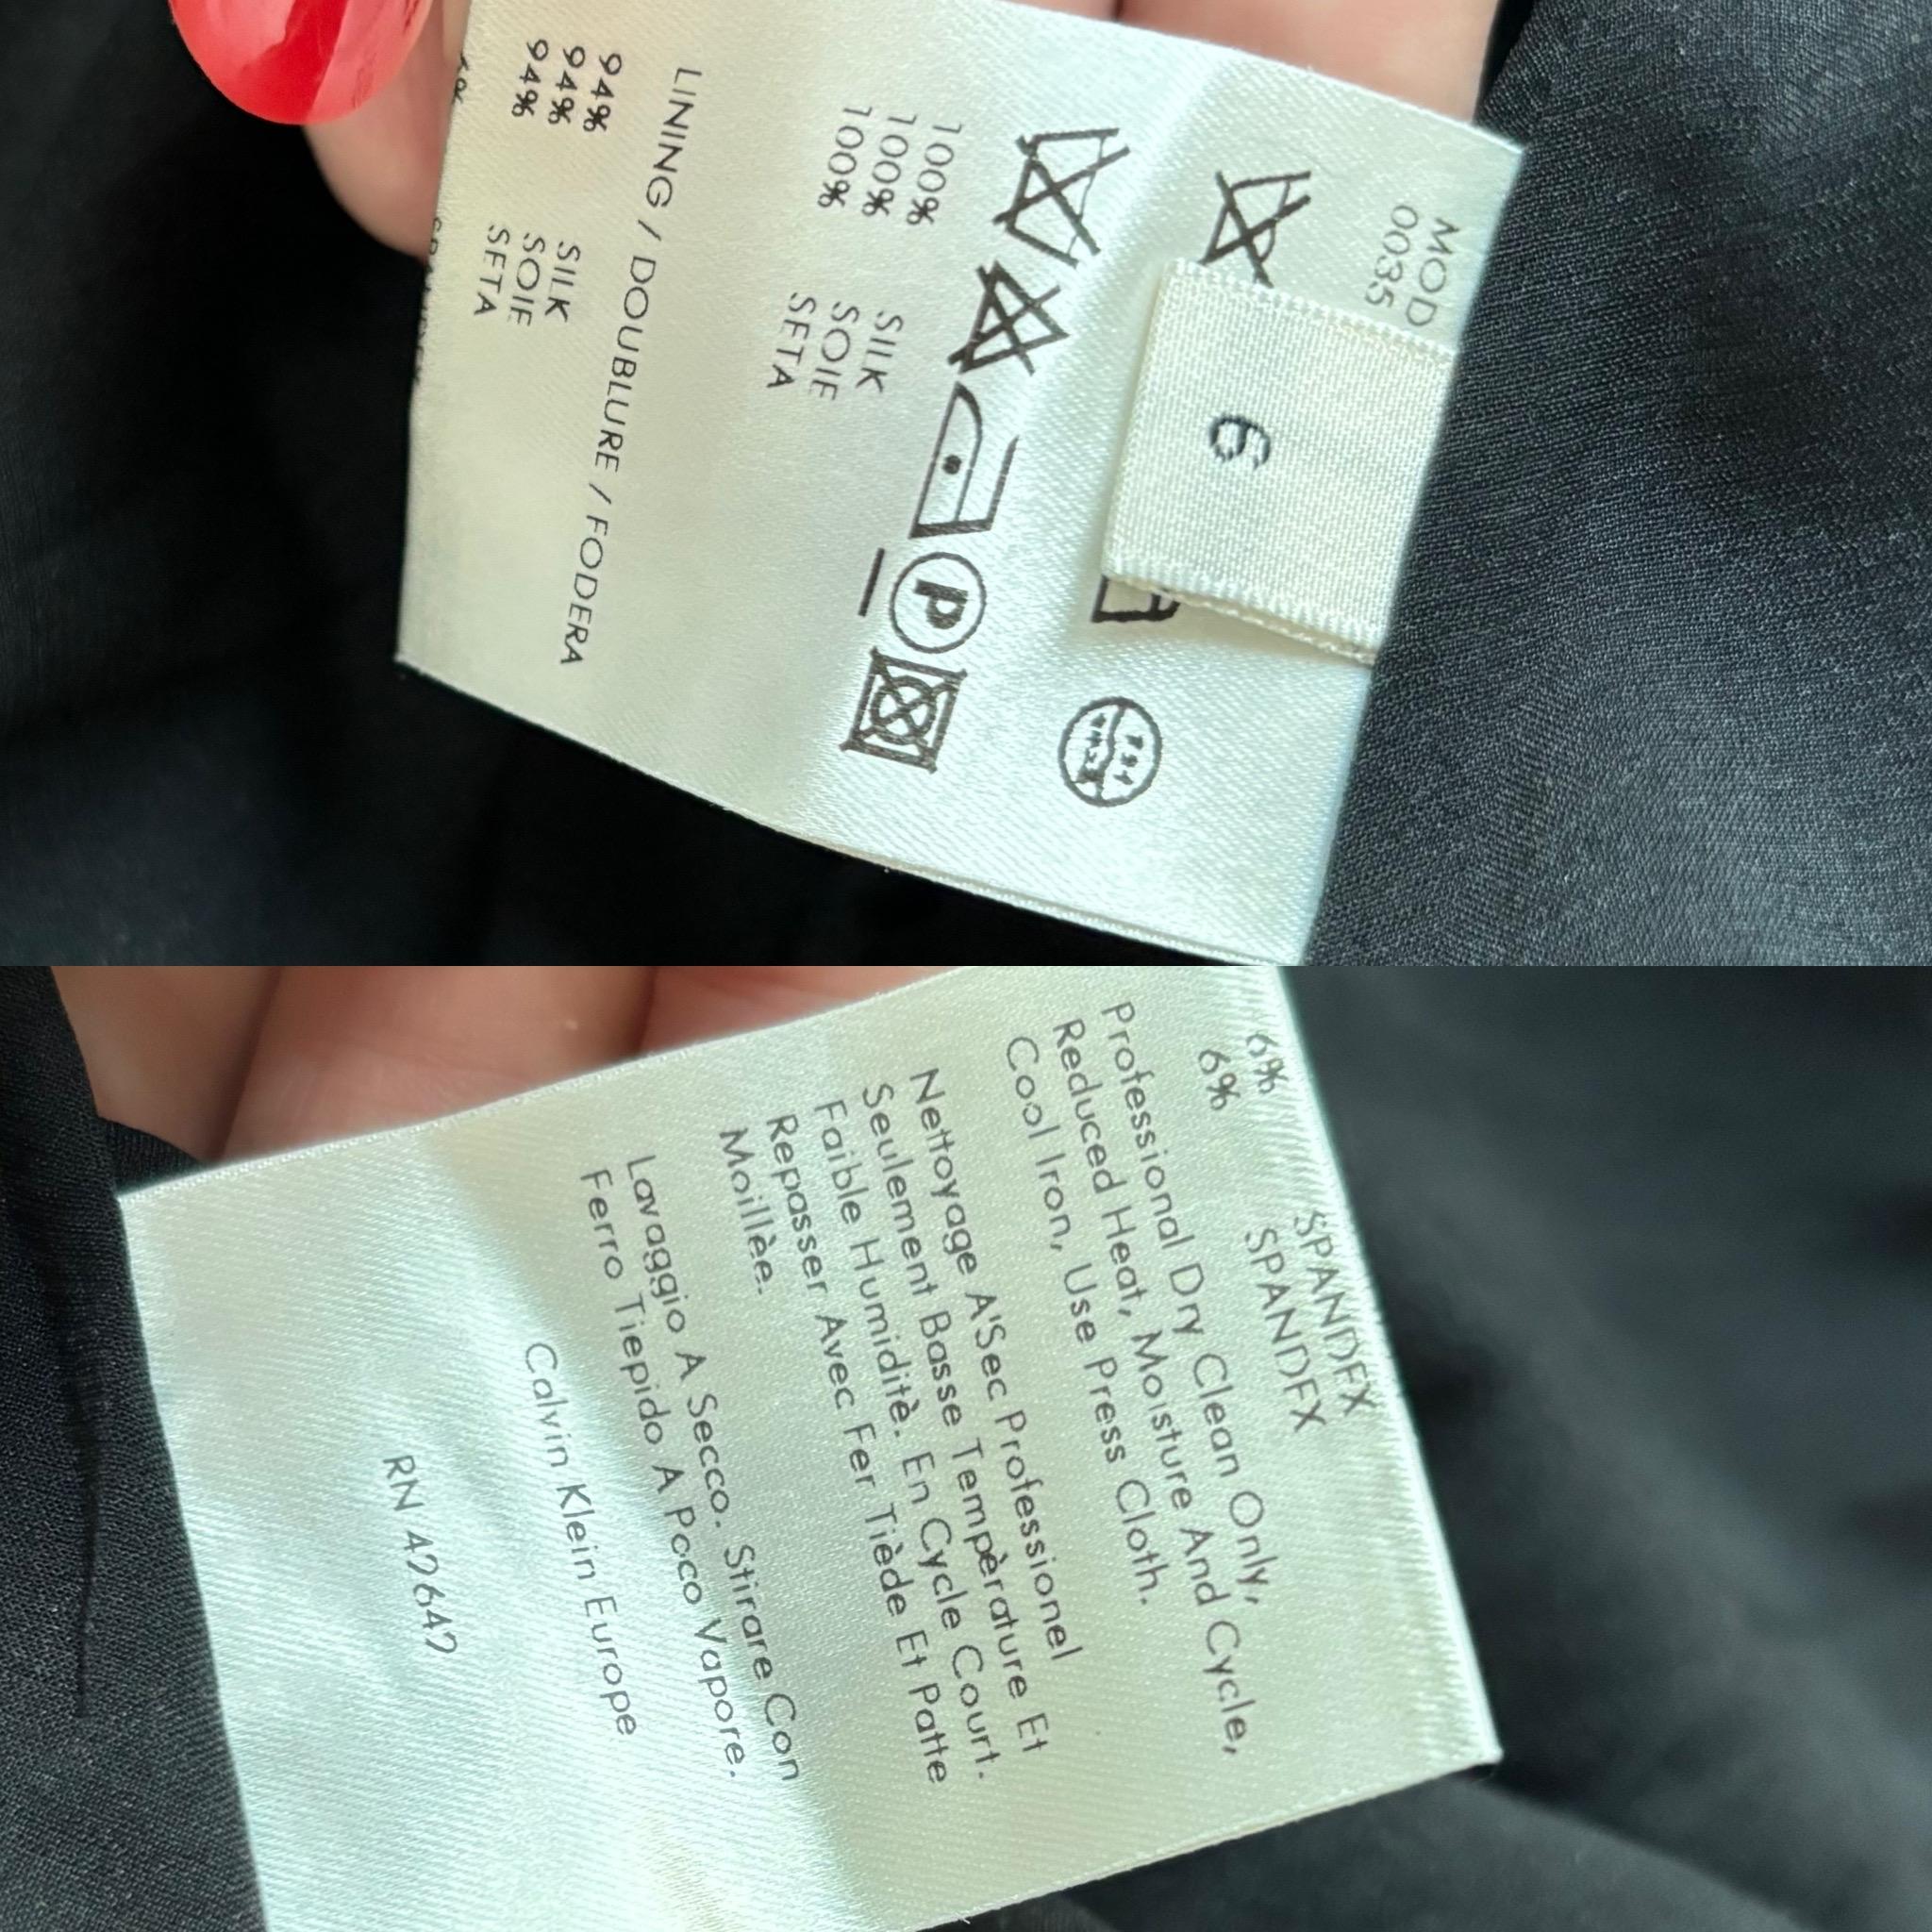 MOD
0035
6
P
100% SILK
100% SOIE
100% SETA
LINING / DOUBLURE / FODERA
94% SILK
94% SOIE
94% SETA
6%
6% SPANDEX
6% SPANDEX
Professional Dry Clean Only,
Reduced Heat, Moisture And Cycle,
Cool Iron, Use Press Cloth.
Nettoyage A'Sec Professionel
Seulement Basse Tempèrature Et
Faible Humiditè. En Cycle Court.
Repasser Avec Fer Tiède Et Patte
Moillèe.
Lavaggio A Secco. Stirare Con
Ferro Tiepido A Poco Vapore.
Calvin Klein Europe
RN 42642